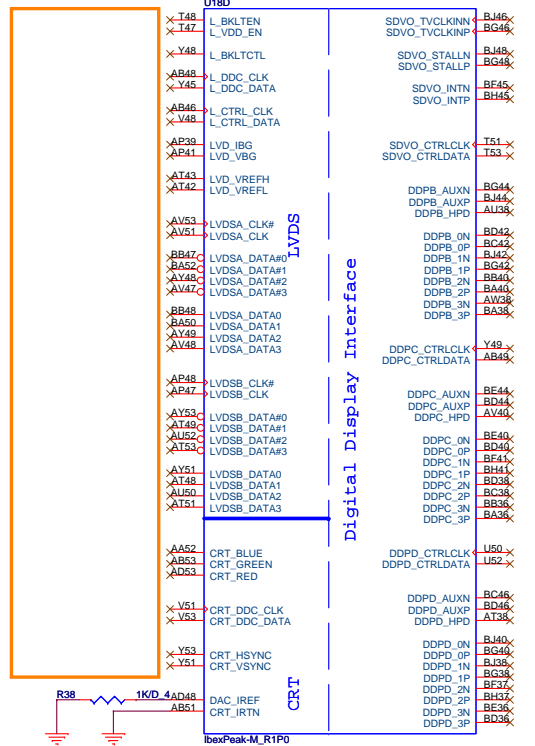 U18D
T48 L_BKLTEN SDVO_TVCLKINN BJ46
T47 L_VDD_EN SDVO_TVCLKINP BG46
Y48 L_BKLTCTL SDVO_STALLN BJ48
SDVO_STALLP BG48
AB48 L_DDC_CLK
Y45 L_DDC_DATA SDVO_INTN BF45
SDVO_INTP BH45
AB46 L_CTRL_CLK
V48 L_CTRL_DATA
AP39 LVD_IBG SDVO_CTRLCLK T51
AP41 LVD_VBG SDVO_CTRLDATA T53
AT43 LVD_VREFH
AT42 LVD_VREFL DDPB_AUXN BG44
DDPB_AUXP BJ44
DDPB_HPD AU38
AV53 LVDSA_CLK#
AV51 LVDSA_CLK DDPB_0N BD42
DDPB_0P BC42
BB47 LVDSA_DATA#0 DDPB_1N BJ42
BA52 LVDSA_DATA#1 DDPB_1P BG42
AY48 LVDSA_DATA#2 DDPB_2N BB40
AV47 LVDSA_DATA#3 DDPB_2P BA40
DDPB_3N AW38
BB48 LVDSA_DATA0 DDPB_3P BA38
BA50 LVDSA_DATA1
AY49 LVDSA_DATA2
AV48 LVDSA_DATA3 DDPC_CTRLCLK Y49
DDPC_CTRLDATA AB49
AP48 LVDSB_CLK#
AP47 LVDSB_CLK DDPC_AUXN BE44
DDPC_AUXP BD44
AY53 LVDSB_DATA#0 DDPC_HPD AV40
AT49 LVDSB_DATA#1
AU52 LVDSB_DATA#2 DDPC_0N BE40
AT53 LVDSB_DATA#3 DDPC_0P BD40
DDPC_1N BF41
AY51 LVDSB_DATA0 DDPC_1P BH41
AT48 LVDSB_DATA1 DDPC_2N BD38
AU50 LVDSB_DATA2 DDPC_2P BC38
AT51 LVDSB_DATA3 DDPC_3N BB36
DDPC_3P BA36
LVDS
Digital Display Interface
AA52 CRT_BLUE DDPD_CTRLCLK U50
AB53 CRT_GREEN DDPD_CTRLDATA U52
AD53 CRT_RED
DDPD_AUXN BC46
V51 CRT_DDC_CLK DDPD_AUXP BD46
V53 CRT_DDC_DATA DDPD_HPD AT38
DDPD_0N BJ40
Y53 CRT_HSYNC DDPD_0P BG40
Y51 CRT_VSYNC DDPD_1N BJ38
DDPD_1P BG38
DDPD_2N BF37
R38 1K/D_4 AD48 DAC_IREF DDPD_2P BH37
AB51 CRT_IRTN DDPD_3N BE36
DDPD_3P BD36
CRT
IbexPeak-M_R1P0